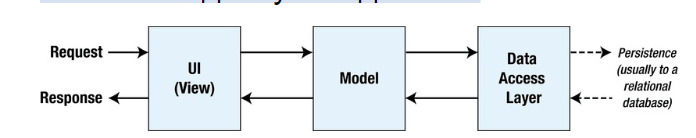 Request
Response
UI
(View)
Model
Data
Access
Layer
Persistence
(usually to a
relational
database)